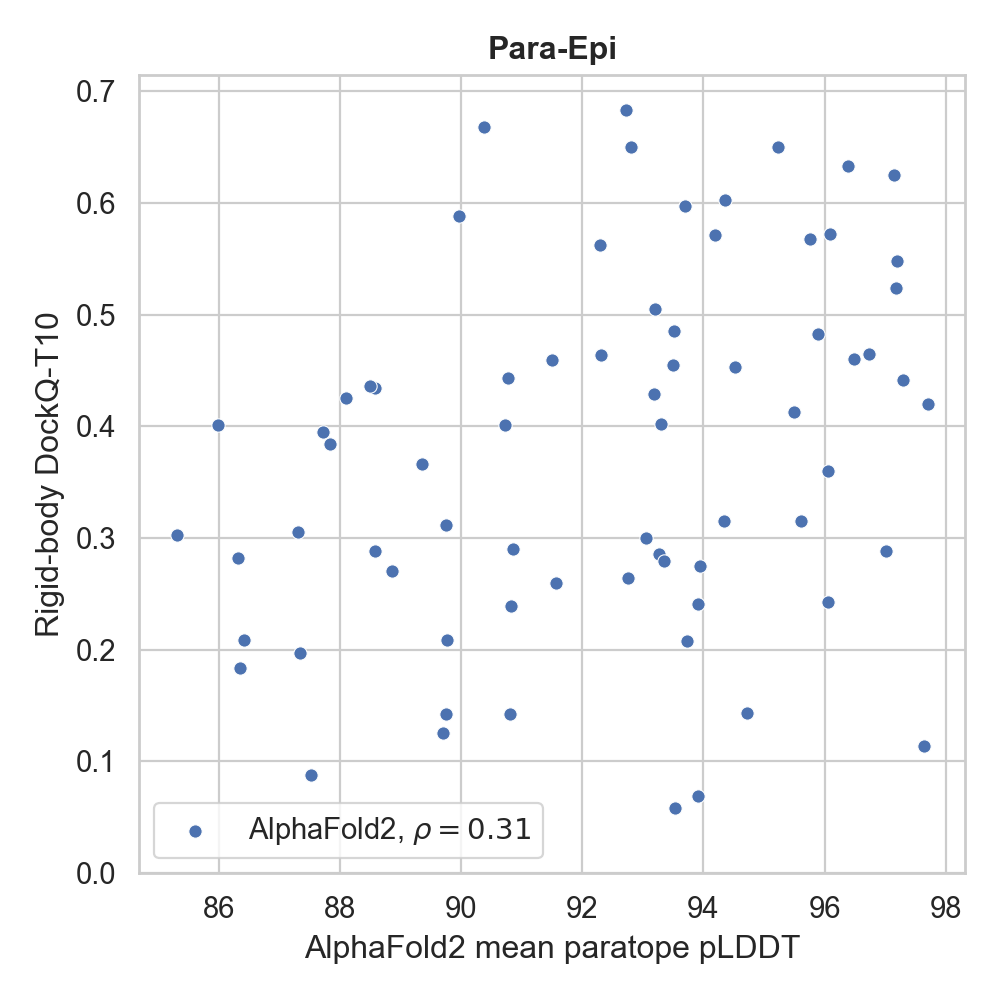 Para-Epi
0.7
0.6
0.5
0.4
0.3
0.2
0.1
0.0
Rigid-body DockQ-T10
AlphaFold2, ρ = 0.31
86 88 90 92 94 96 98
AlphaFold2 mean paratope pLDDT